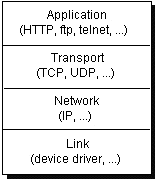 Application
(HTTP, ftp, telnet, ...)
Transport
(TCP, UDP, ...)
Network
(IP, ...)
Link
(device driver, ...)